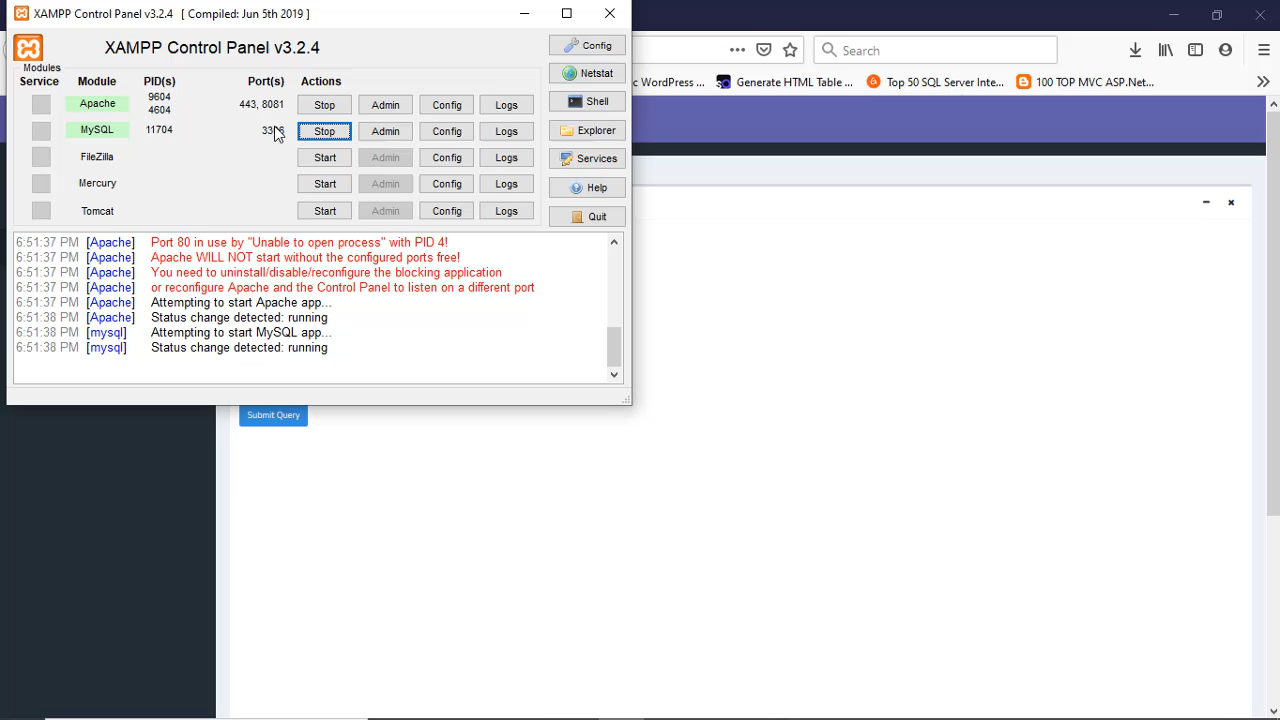 XAMPP Control Panel v3.2.4 [ Compiled: Jun 5th 2019 ]
XAMPP Control Panel v3.2.4
Config
Modules
Service Module PID(s) Port(s) Actions
Netstat
Apache 9604 4604 443, 8081 Stop Admin Config Logs
Shell
MySQL 11704 Stop Admin Config Logs
Explorer
FileZilla Start Admin Config Logs
Services
Mercury Start Admin Config Logs
Help
Tomcat Start Admin Config Logs
Quit
6:51:37 PM [Apache] Port 80 in use by "Unable to open process" with PID 4!
6:51:37 PM [Apache] Apache WILL NOT start without the configured ports free!
6:51:37 PM [Apache] You need to uninstall/disable/reconfigure the blocking application
6:51:37 PM [Apache] or reconfigure Apache and the Control Panel to listen on a different port
6:51:37 PM [Apache] Attempting to start Apache app...
6:51:38 PM [Apache] Status change detected: running
6:51:38 PM [mysql] Attempting to start MySQL app...
6:51:38 PM [mysql] Status change detected: running
Search
WordPress ... Generate HTML Table ... Top 50 SQL Server Inte... 100 TOP MVC ASP.Net...
Submit Query